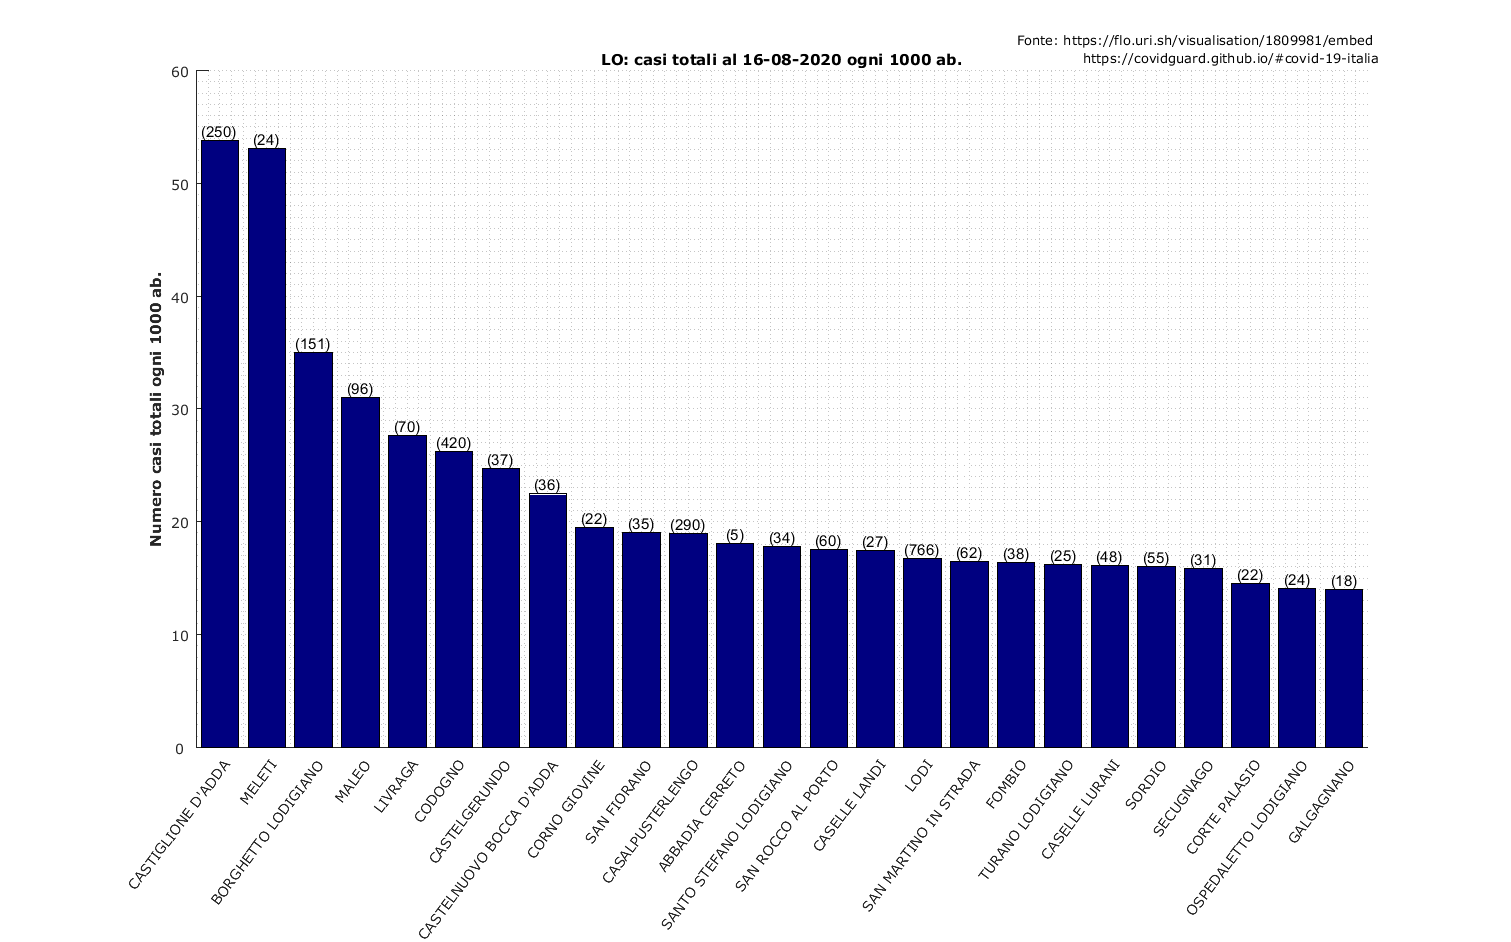 Fonte: https://flo.uri.sh/visualisation/1809981/embed
https://covidguard.github.io/#covid-19-italia
LO: casi totali al 16-08-2020 ogni 1000 ab.
Numero casi totali ogni 1000 ab.
60
50
40
30
20
10
0
(250)
(24)
(151)
(96)
(70)
(420)
(37)
(36)
(22)
(35)
(290)
(5)
(34)
(60)
(27)
(766)
(62)
(38)
(25)
(48)
(55)
(31)
(22)
(24)
(18)
CASTIGLIONE D'ADDA
MELETI
BORGHETTO LODIGIANO
MALEO
LIVRAGA
CODOGNO
CASTELGERUNDO
CASTELNUOVO BOCCA D'ADDA
CORNO GIOVINE
SAN FIORANO
CASALPUSTERLENGO
ABBADIA CERRETO
SANTO STEFANO LODIGIANO
SAN ROCCO AL PORTO
CASELLE LANDI
LODI
SAN MARTINO IN STRADA
FOMBIO
TURANO LODIGIANO
CASELLE LURANI
SORDIO
SECUGNAGO
CORTE PALASIO
OSPEDALETTO LODIGIANO
GALGAGNANO